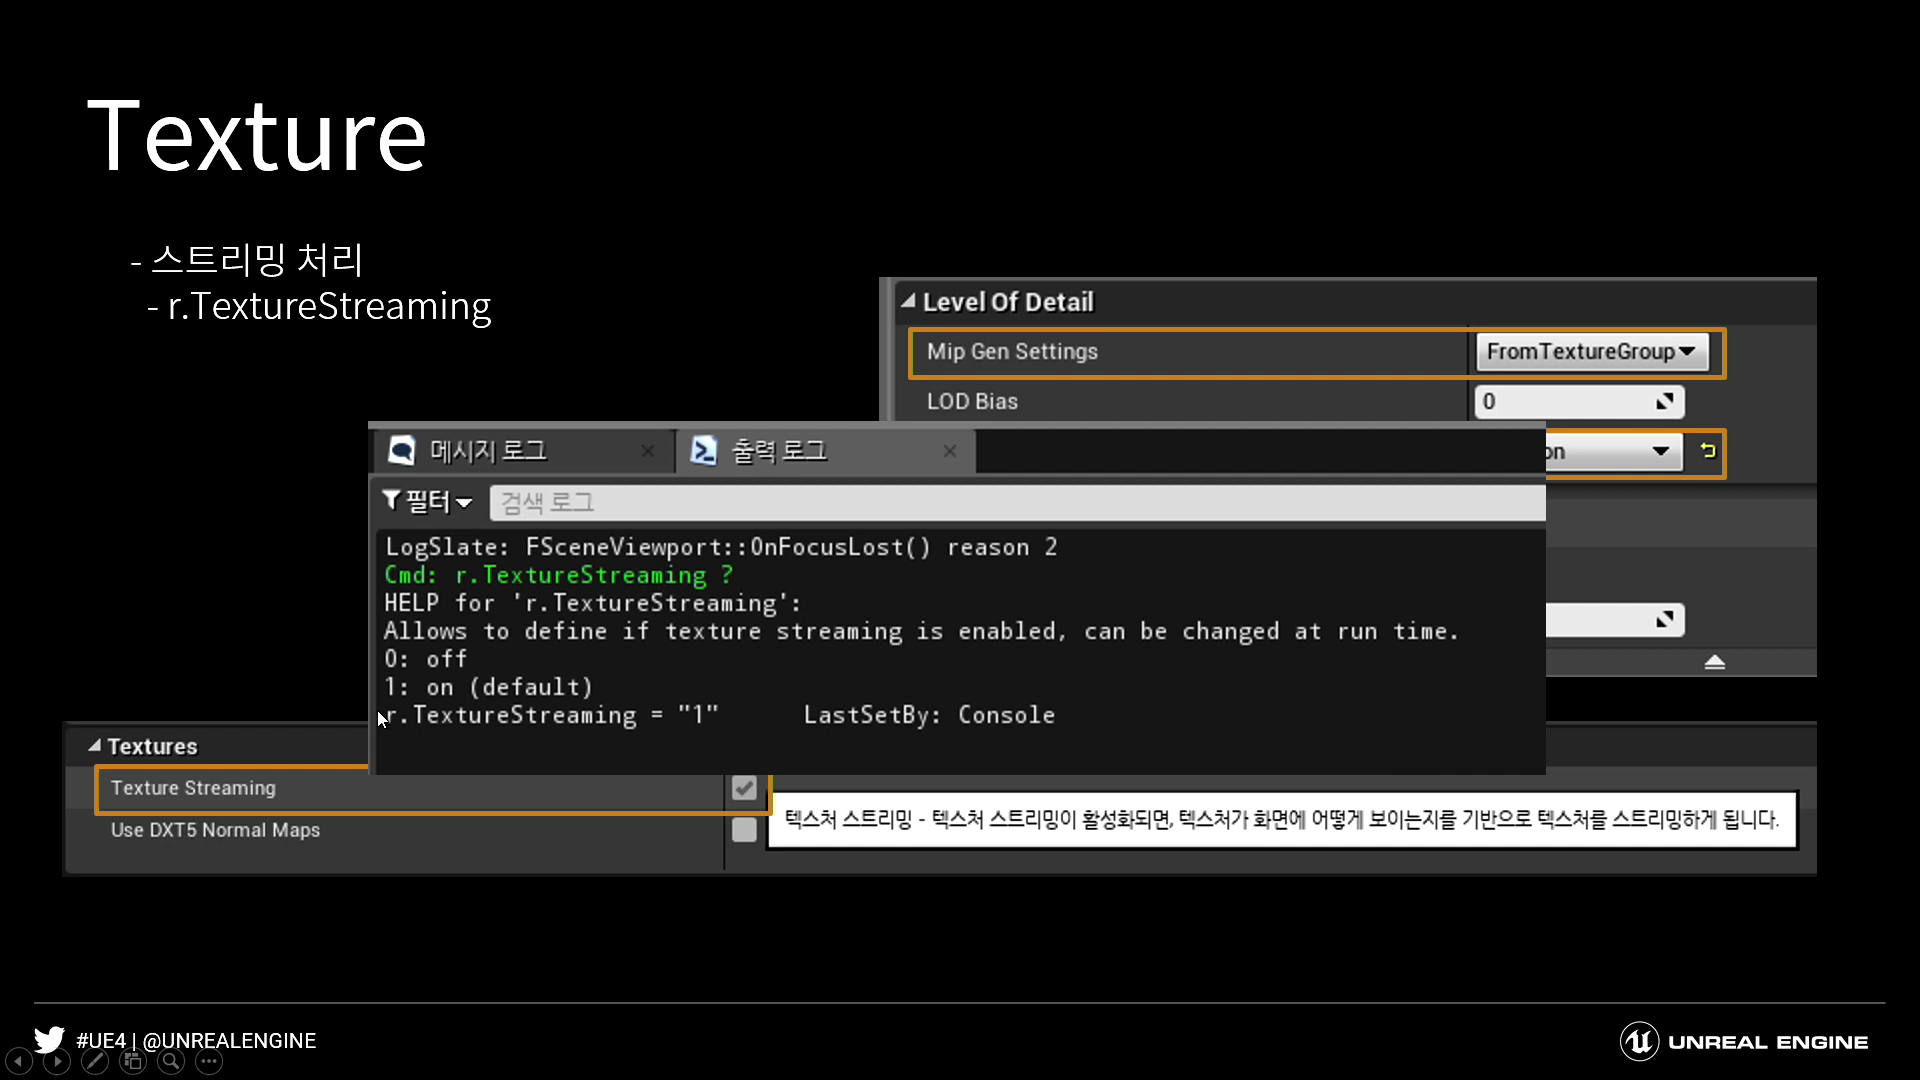 Texture
- 스트리밍 처리
- r.TextureStreaming
Level Of Detail
Mip Gen Settings
FromTextureGroup
LOD Bias
0
on
메시지 로그
출력 로그
필터
검색 로그
LogSlate: FSceneViewport::OnFocusLost() reason 2
Cmd: r.TextureStreaming ?
HELP for 'r.TextureStreaming':
Allows to define if texture streaming is enabled, can be changed at run time.
0: off
1: on (default)
r.TextureStreaming = "1" LastSetBy: Console
Textures
Texture Streaming
Use DXT5 Normal Maps
텍스처 스트리밍 - 텍스처 스트리밍이 활성화되면, 텍스처가 화면에 어떻게 보이는지를 기반으로 텍스처를 스트리밍하게 됩니다.
#UE4 | @UNREALENGINE
UNREAL ENGINE